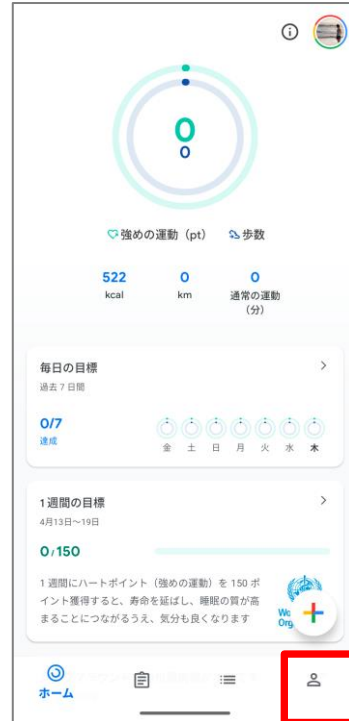 0
0
強めの運動（pt） 歩数
522 0 0
kcal km 通常の運動
（分）
毎日の目標
過去 7 日間
0/7
達成
金 土 日 月 火 水 木
1 週間の目標
4月13日～19日
0/150
1 週間にハートポイント（強めの運動）を 150 ポ
イント獲得すると、寿命を延ばし、睡眠の質が高
まることにつながるうえ、気分も良くなります
ホーム